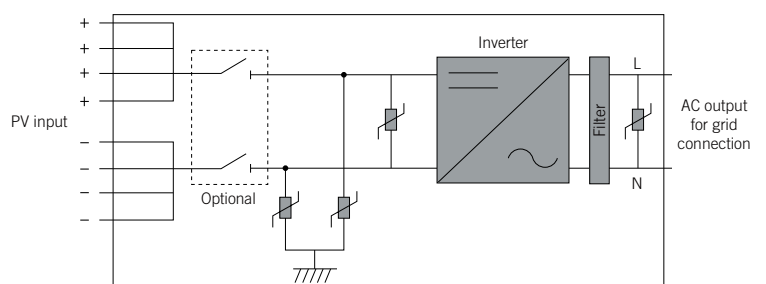 +
+
+
+
PV input
−
−
−
−
Optional
Inverter
Filter
L
N
AC output
for grid
connection